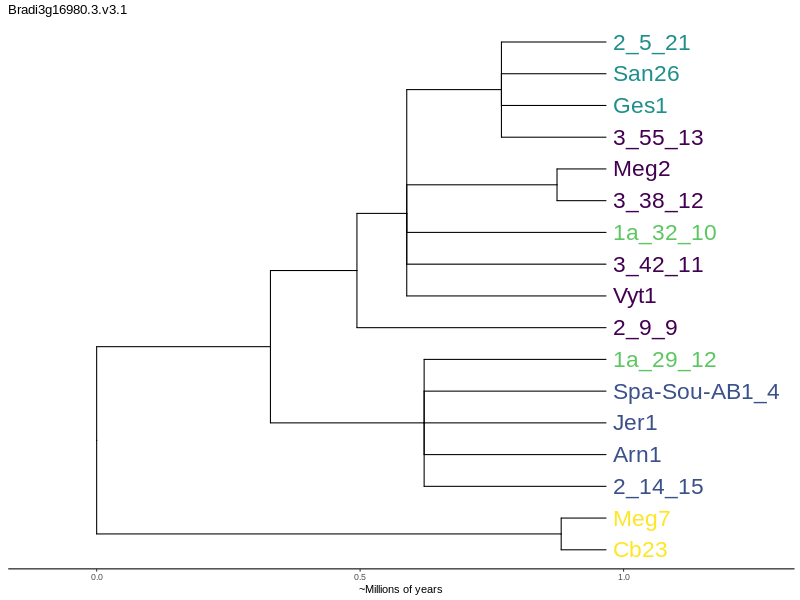 Bradi3g16980.3.v3.1
2_5_21
San26
Ges1
3_55_13
Meg2
3_38_12
1a_32_10
3_42_11
Vyt1
2_9_9
1a_29_12
Spa-Sou-AB1_4
Jer1
Arn1
2_14_15
Meg7
Cb23
0.0 0.5 1.0
~Millions of years